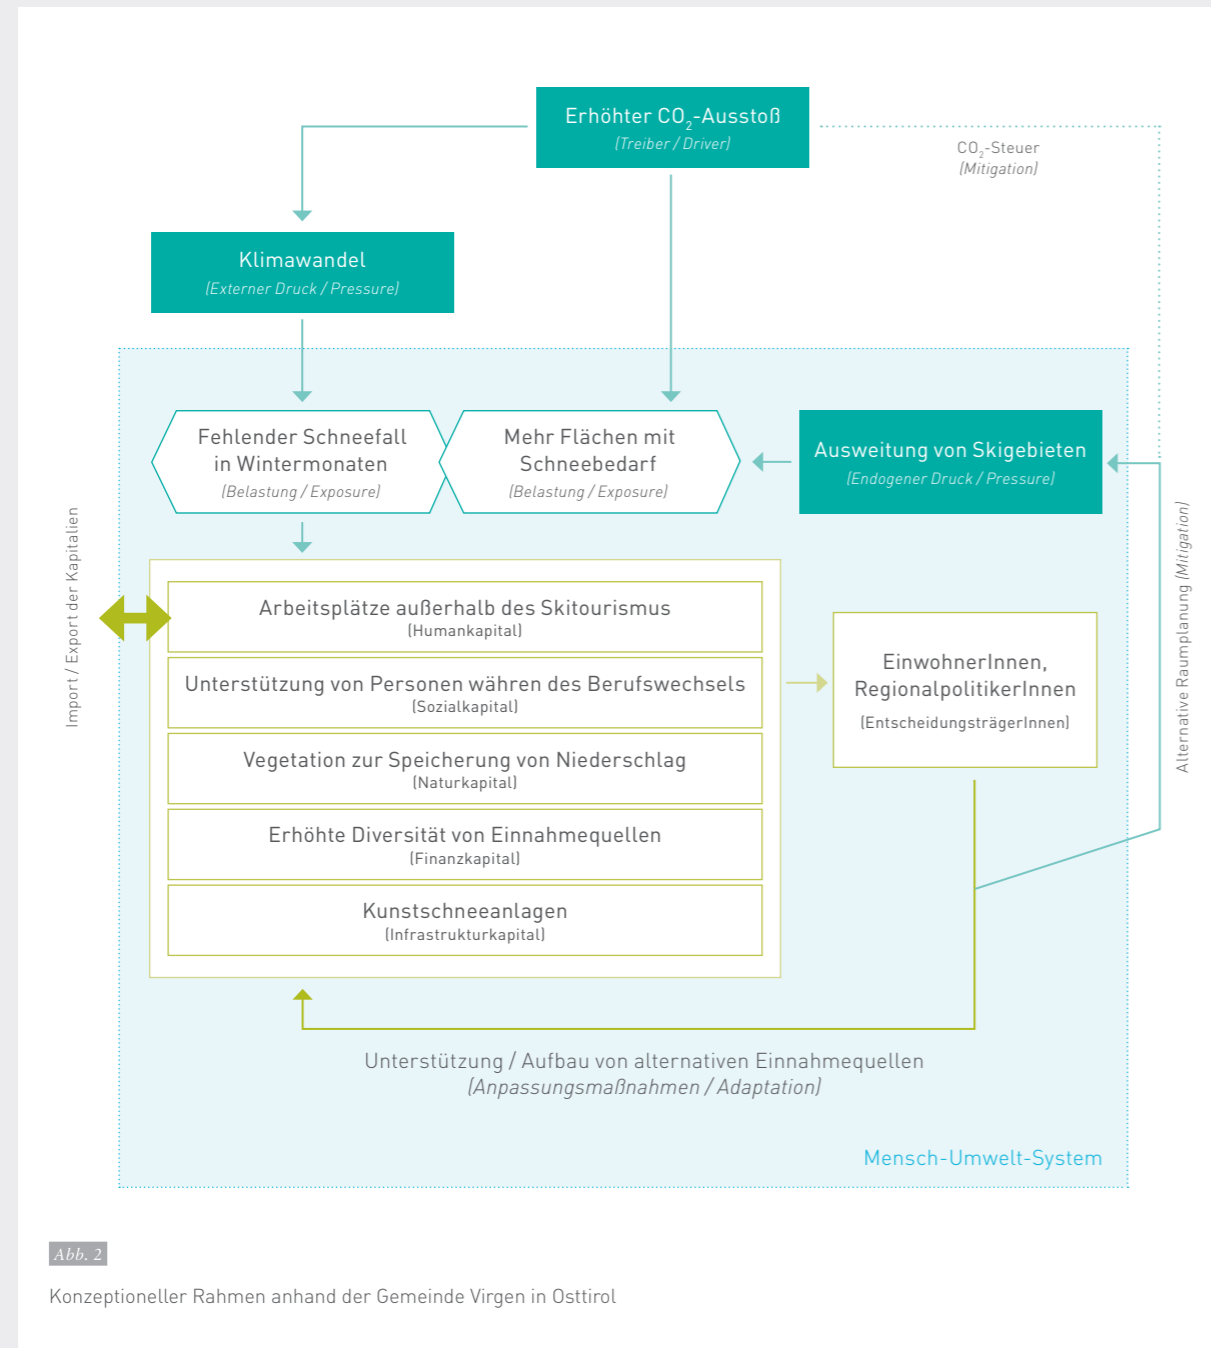 Erhöhter CO₂-Ausstoß
(Treiber / Driver)
CO₂-Steuer
(Mitigation)
Klimawandel
(Externer Druck / Pressure)
Fehlender Schneefall
in Wintermonaten
(Belastung / Exposure)
Mehr Flächen mit
Schneebedarf
(Belastung / Exposure)
Ausweitung von Skigebieten
(Endogener Druck / Pressure)
Import / Export der Kapitalien
Arbeitsplätze außerhalb des Skitourismus
(Humankapital)
Unterstützung von Personen währen des Berufswechsels
(Sozialkapital)
Vegetation zur Speicherung von Niederschlag
(Naturkapital)
Erhöhte Diversität von Einnahmequellen
(Finanzkapital)
Kunstschneeanlagen
(Infrastrukturkapital)
EinwohnerInnen,
RegionalpolitikerInnen
(EntscheidungsträgerInnen)
Alternative Raumplanung (Mitigation)
Unterstützung / Aufbau von alternativen Einnahmequellen
(Anpassungsmaßnahmen / Adaptation)
Mensch-Umwelt-System
Abb. 2
Konzeptioneller Rahmen anhand der Gemeinde Virgen in Osttirol